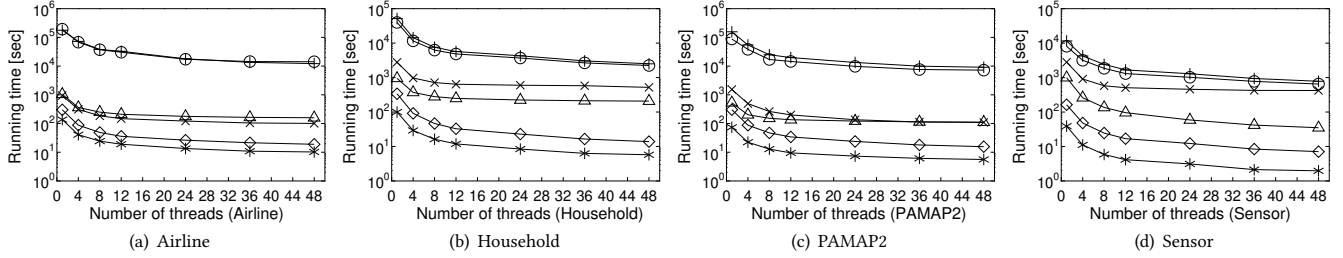 Running time [sec]
10^6
10^5
10^4
10^3
10^2
10^1
10^0
0 4 8 12 16 20 24 28 32 36 40 44 48
Number of threads (Airline)
(a) Airline
Running time [sec]
10^5
10^4
10^3
10^2
10^1
10^0
0 4 8 12 16 20 24 28 32 36 40 44 48
Number of threads (Household)
(b) Household
Running time [sec]
10^6
10^5
10^4
10^3
10^2
10^1
10^0
0 4 8 12 16 20 24 28 32 36 40 44 48
Number of threads (PAMAP2)
(c) PAMAP2
Running time [sec]
10^5
10^4
10^3
10^2
10^1
10^0
0 4 8 12 16 20 24 28 32 36 40 44 48
Number of threads (Sensor)
(d) Sensor